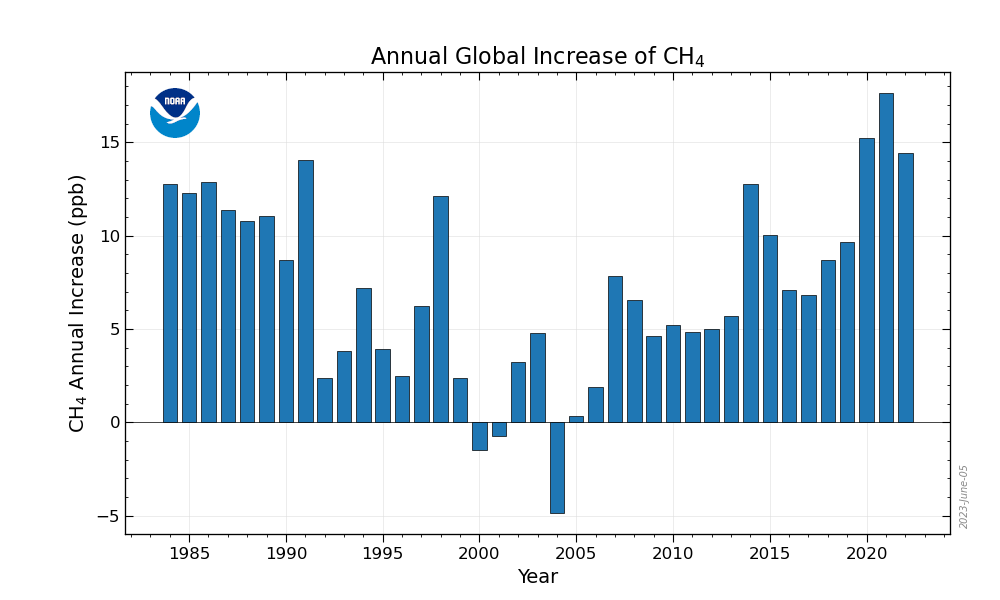 Annual Global Increase of CH₄
NOAA
CH₄ Annual Increase (ppb)
15
10
5
0
−5
1985 1990 1995 2000 2005 2010 2015 2020
Year
2023-June-05